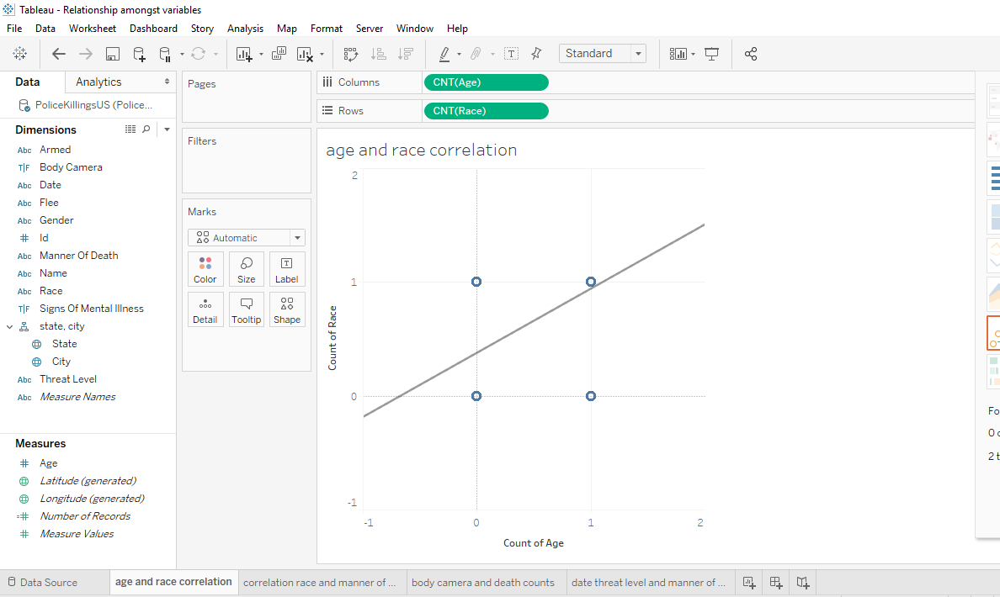 Tableau - Relationship amongst variables
File Data Worksheet Dashboard Story Analysis Map Format Server Window Help
Standard
Data Analytics
PoliceKillingsUS (Police...
Dimensions
Abc Armed
T|F Body Camera
Abc Date
Abc Flee
Abc Gender
# Id
Abc Manner Of Death
Abc Name
Abc Race
T|F Signs Of Mental Illness
state, city
State
City
Abc Threat Level
Abc Measure Names
Measures
# Age
Latitude (generated)
Longitude (generated)
=# Number of Records
# Measure Values
Pages
Filters
Marks
Automatic
Color Size Label
Detail Tooltip Shape
Columns CNT(Age)
Rows CNT(Race)
age and race correlation
2
1
0
-1
Count of Race
-1 0 1 2
Count of Age
Fo
0
2 t
Data Source age and race correlation correlation race and manner of ... body camera and death counts date threat level and manner of ...